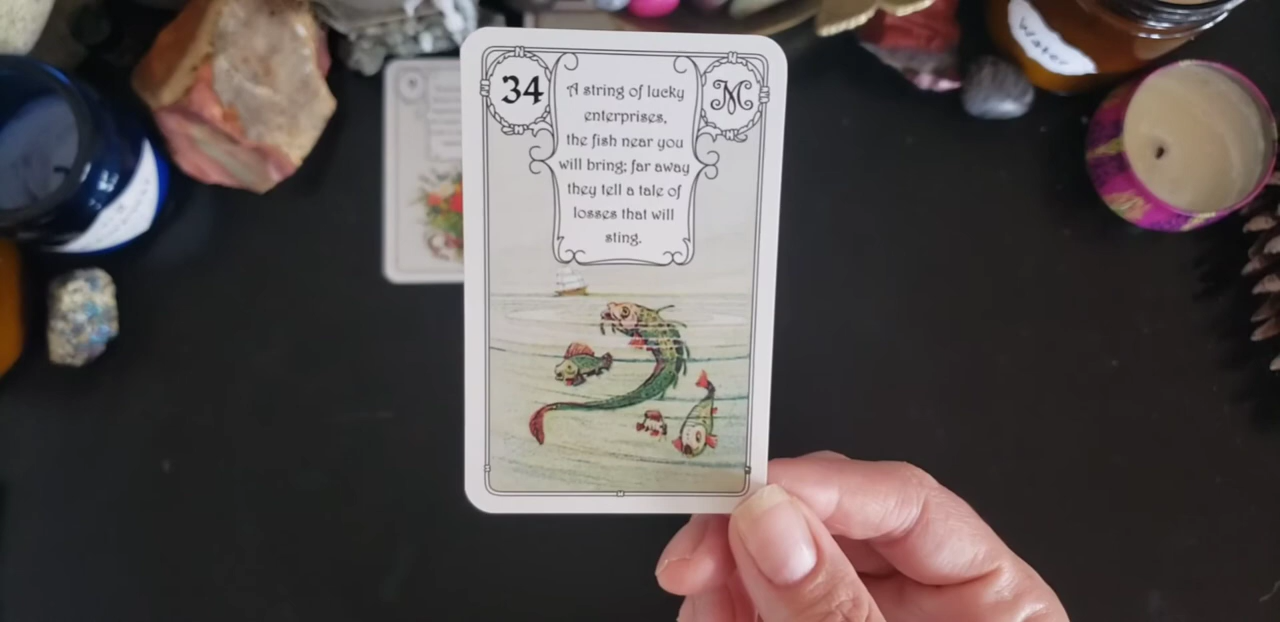 34
M
A string of lucky
enterprises,
the fish near you
will bring; far away
they tell a tale of
losses that will
sting.
Water